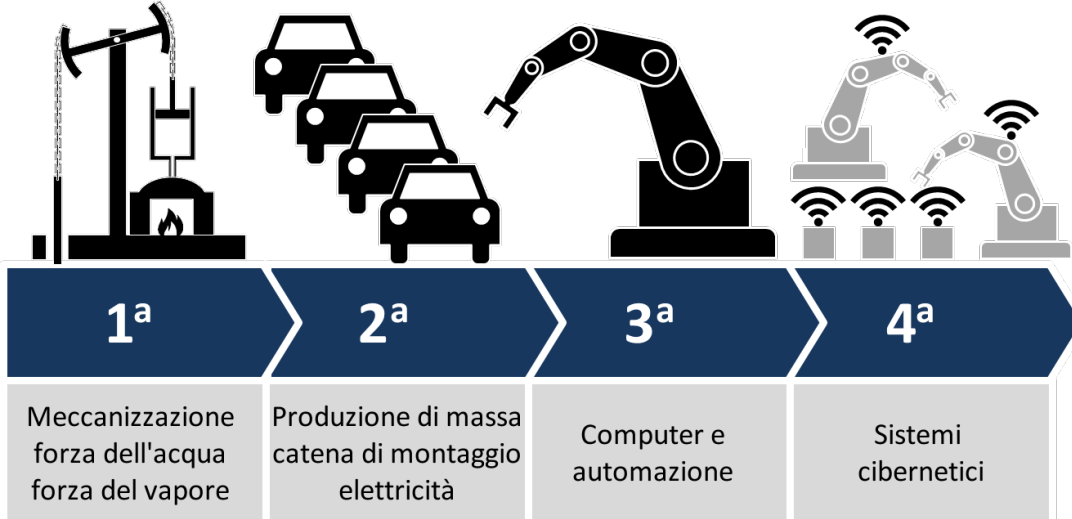 1ª
2ª
3ª
4ª
Meccanizzazione
forza dell'acqua
forza del vapore
Produzione di massa
catena di montaggio
elettricità
Computer e
automazione
Sistemi
cibernetici